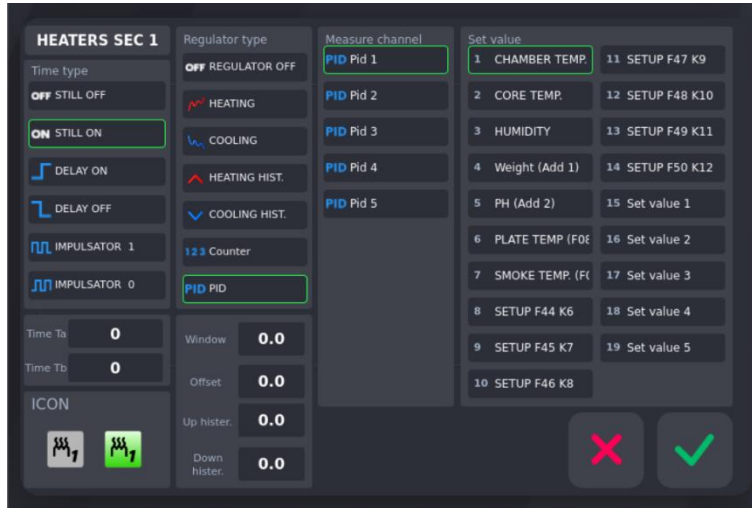 HEATERS SEC 1
Time type
OFF STILL OFF
ON STILL ON
DELAY ON
DELAY OFF
IMPULSATOR 1
IMPULSATOR 0
Time Ta 0
Time Tb 0
ICON
1 1
Regulator type
OFF REGULATOR OFF
HEATING
COOLING
HEATING HIST.
COOLING HIST.
123 Counter
PID PID
Window 0.0
Offset 0.0
Up hister. 0.0
Down
hister. 0.0
Measure channel
PID Pid 1
PID Pid 2
PID Pid 3
PID Pid 4
PID Pid 5
Set value
1 CHAMBER TEMP.
2 CORE TEMP.
3 HUMIDITY
4 Weight (Add 1)
5 PH (Add 2)
6 PLATE TEMP (F0E
7 SMOKE TEMP. (F(
8 SETUP F44 K6
9 SETUP F45 K7
10 SETUP F46 K8
11 SETUP F47 K9
12 SETUP F48 K10
13 SETUP F49 K11
14 SETUP F50 K12
15 Set value 1
16 Set value 2
17 Set value 3
18 Set value 4
19 Set value 5